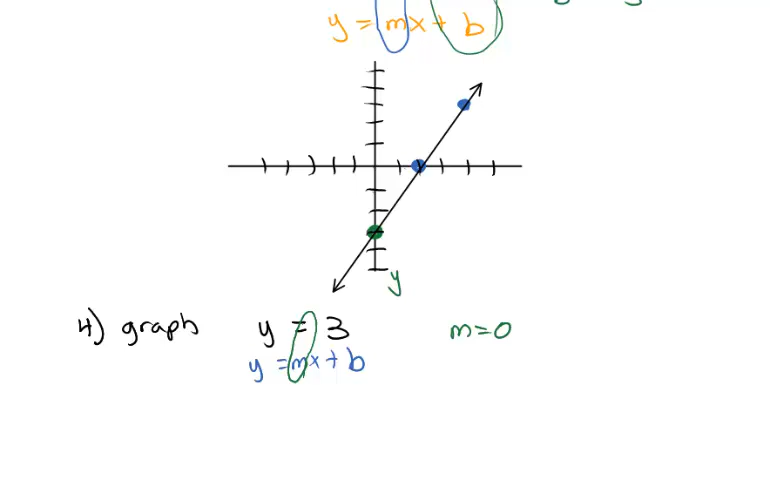 y = mx + b
y
4) graph y = 3 m=0
y = mx + b